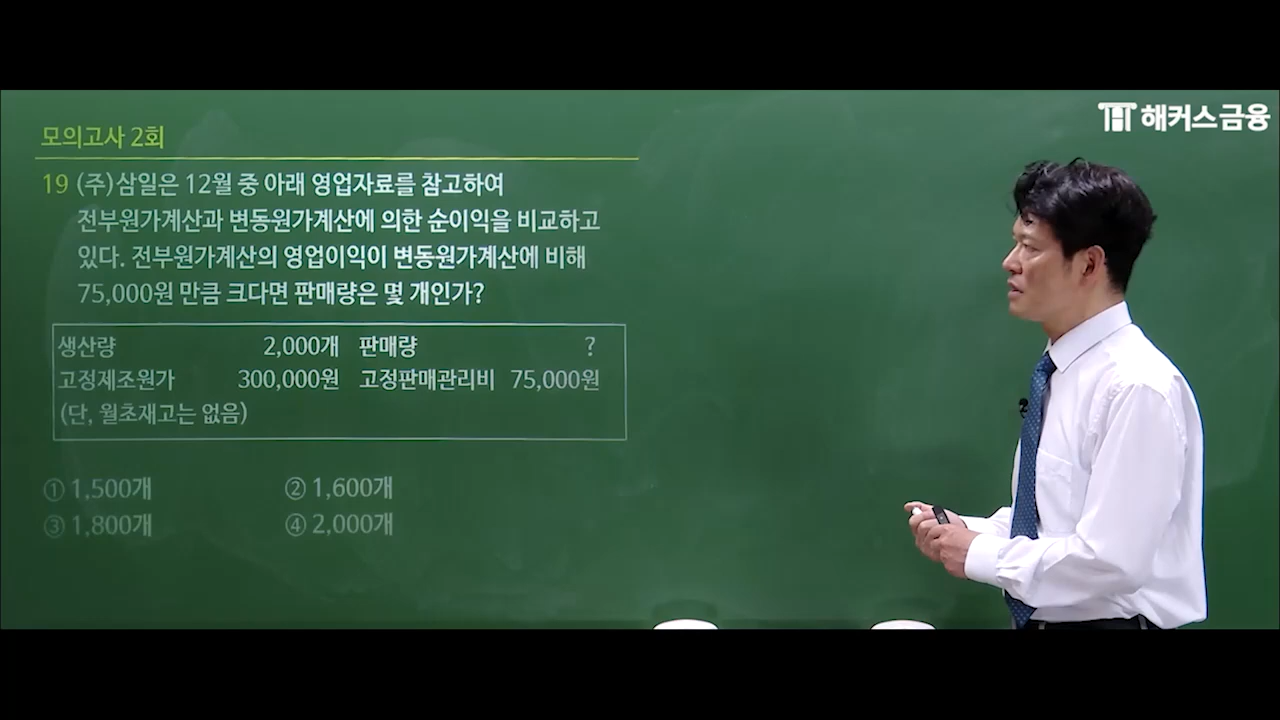 해커스금융
모의고사 2회
19 (주)삼일은 12월 중 아래 영업자료를 참고하여
전부원가계산과 변동원가계산에 의한 순이익을 비교하고
있다. 전부원가계산의 영업이익이 변동원가계산에 비해
75,000원 만큼 크다면 판매량은 몇 개인가?
생산량 2,000개 판매량 ?
고정제조원가 300,000원 고정판매관리비 75,000원
(단, 월초재고는 없음)
① 1,500개 ② 1,600개
③ 1,800개 ④ 2,000개